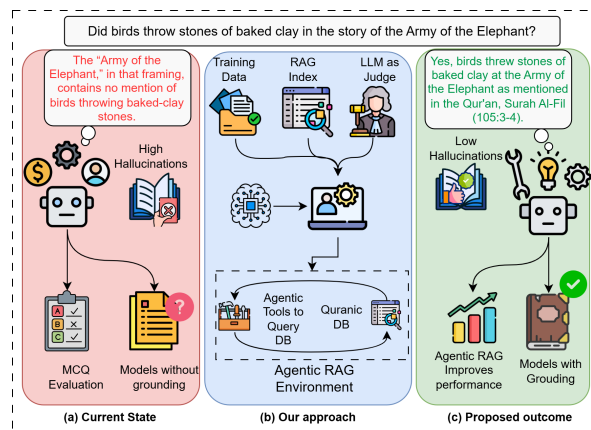 Did birds throw stones of baked clay in the story of the Army of the Elephant?
The “Army of the
Elephant,” in that framing,
contains no mention of
birds throwing baked-clay
stones.
High
Hallucinations
A
B
C
?
MCQ
Evaluation
Models without
grounding
(a) Current State
Training
Data
RAG
Index
LLM as
Judge
Agentic
Tools to
Query
DB
Quranic
DB
Agentic RAG
Environment
(b) Our approach
Yes, birds threw stones of
baked clay at the Army of
the Elephant as mentioned
in the Qur'an, Surah Al-Fil
(105:3-4).
Low
Hallucinations
Agentic RAG
Improves
performance
Models with
Grouding
(c) Proposed outcome